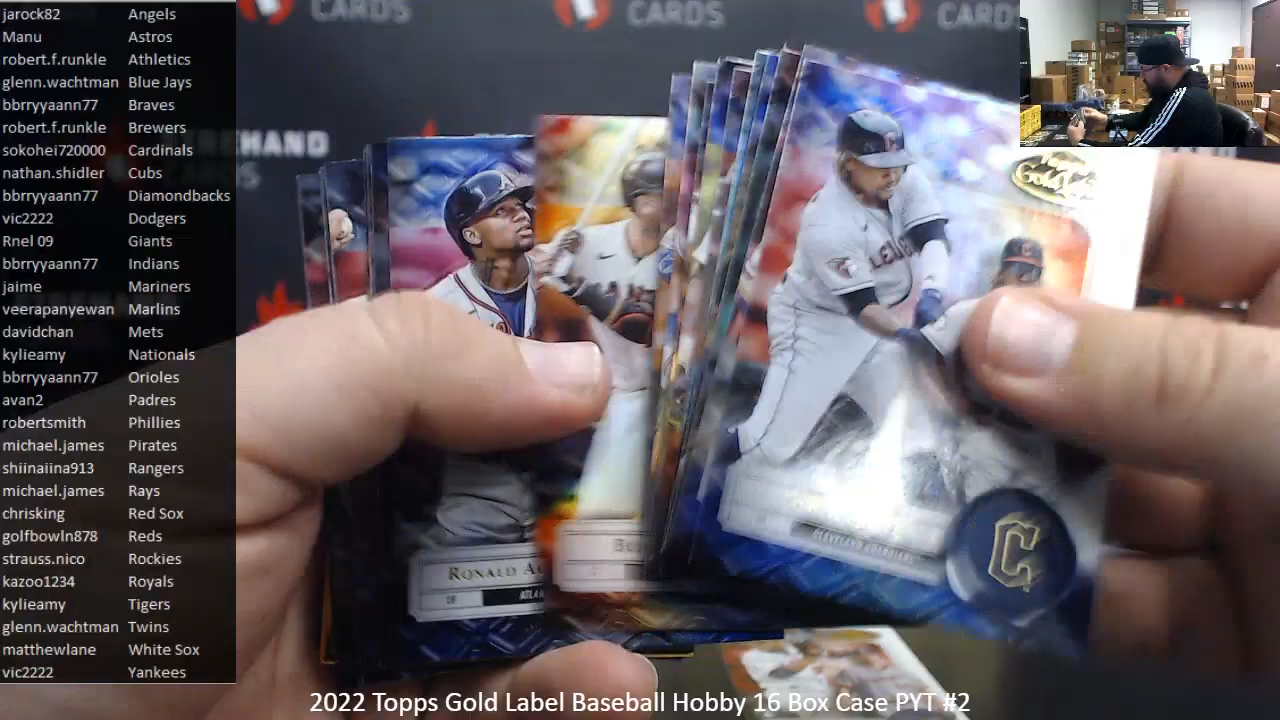 jarock82 Angels
Manu Astros
robert.f.runkle Athletics
glenn.wachtman Blue Jays
bbrryyaann77 Braves
robert.f.runkle Brewers
sokohei720000 Cardinals
nathan.shidler Cubs
bbrryyaann77 Diamondbacks
vic2222 Dodgers
Rnel 09 Giants
bbrryyaann77 Indians
jaime Mariners
veerapanyewan Marlins
davidchan Mets
kylieamy Nationals
bbrryyaann77 Orioles
avan2 Padres
robertsmith Phillies
michael.james Pirates
shiinaiina913 Rangers
michael.james Rays
chrisking Red Sox
golfbowln878 Reds
strauss.nico Rockies
kazoo1234 Royals
kylieamy Tigers
glenn.wachtman Twins
matthewlane White Sox
vic2222 Yankees
CARDS
CARDS
CARD
HAND
RONALD A
OF ATLA
CLEVELAND GUARDIANS
C
2022 Topps Gold Label Baseball Hobby 16 Box Case PYT #2